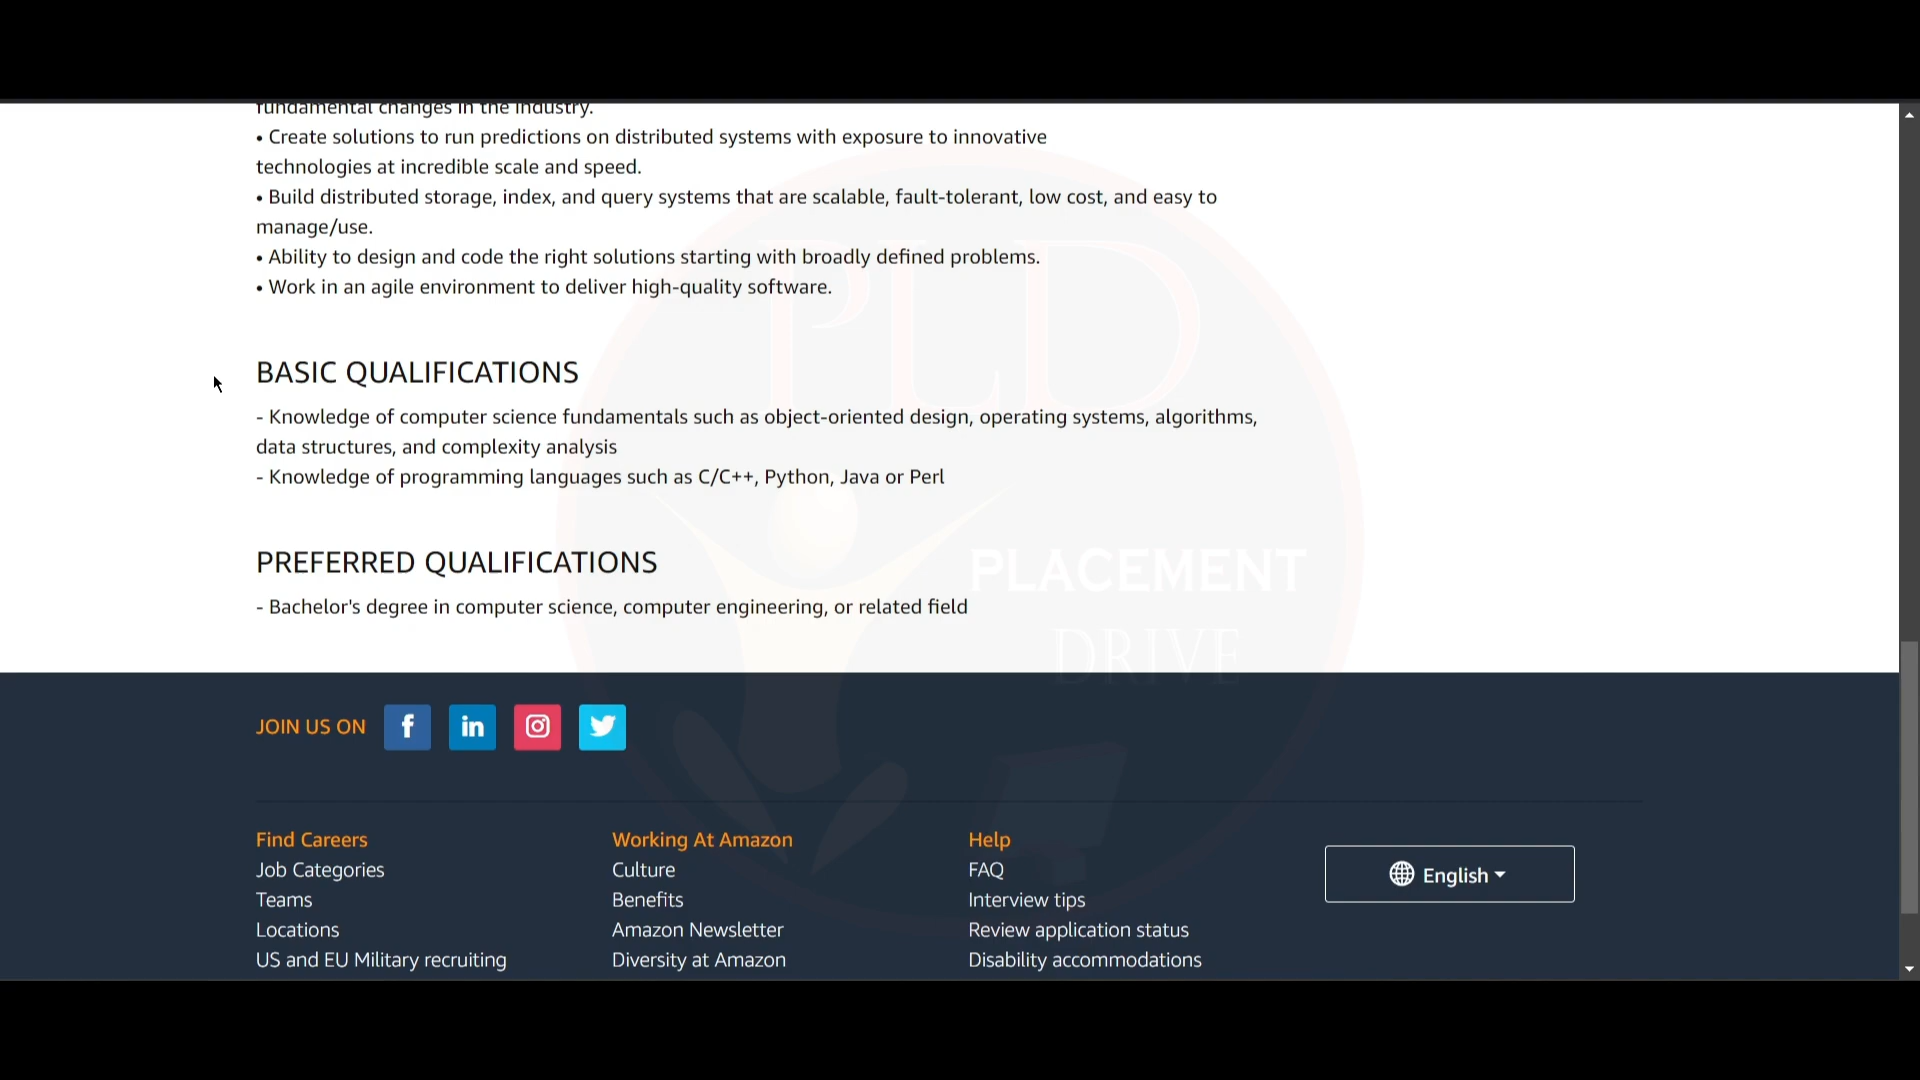 fundamental changes in the industry.
• Create solutions to run predictions on distributed systems with exposure to innovative
technologies at incredible scale and speed.
• Build distributed storage, index, and query systems that are scalable, fault-tolerant, low cost, and easy to
manage/use.
• Ability to design and code the right solutions starting with broadly defined problems.
• Work in an agile environment to deliver high-quality software.
BASIC QUALIFICATIONS
- Knowledge of computer science fundamentals such as object-oriented design, operating systems, algorithms,
data structures, and complexity analysis
- Knowledge of programming languages such as C/C++, Python, Java or Perl
PREFERRED QUALIFICATIONS
- Bachelor's degree in computer science, computer engineering, or related field
PLD
PLACEMENT
DRIVE
JOIN US ON
Find Careers
Job Categories
Teams
Locations
US and EU Military recruiting
Working At Amazon
Culture
Benefits
Amazon Newsletter
Diversity at Amazon
Help
FAQ
Interview tips
Review application status
Disability accommodations
English